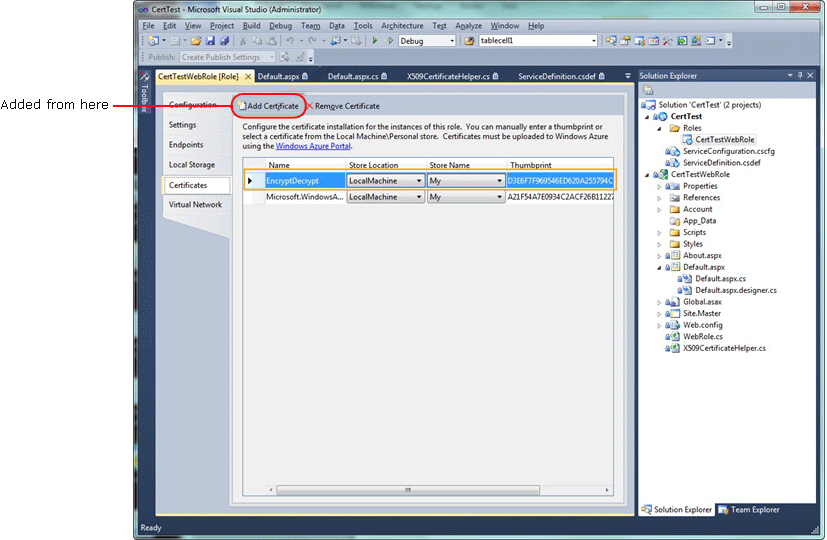 CertTest - Microsoft Visual Studio (Administrator)
File Edit View Project Build Debug Team Data Tools Architecture Test Analyze Window Help
Debug tablecell1
Publish: Create Publish Settings
CertTestWebRole [Role] Default.aspx Default.aspx.cs X509CertificateHelper.cs ServiceDefinition.csdef
Toolbox
Added from here
Configuration
Settings
Endpoints
Local Storage
Certificates
Virtual Network
Add Certificate Remove Certificate
Configure the certificate installation for the instances of this role. You can manually enter a thumbprint or
select a certificate from the Local Machine\Personal store. Certificates must be uploaded to Windows Azure
using the Windows Azure Portal.
Name Store Location Store Name Thumbprint
EncryptDecrypt LocalMachine My D3E6F7F969546ED620A255794C
Microsoft.WindowsA... LocalMachine My A21F54A7E0934C2ACF26B11227
Solution Explorer
Solution 'CertTest' (2 projects)
CertTest
Roles
CertTestWebRole
ServiceConfiguration.cscfg
ServiceDefinition.csdef
CertTestWebRole
Properties
References
Account
App_Data
Scripts
Styles
About.aspx
Default.aspx
Default.aspx.cs
Default.aspx.designer.cs
Global.asax
Site.Master
Web.config
WebRole.cs
X509CertificateHelper.cs
Solution Explorer Team Explorer
Ready